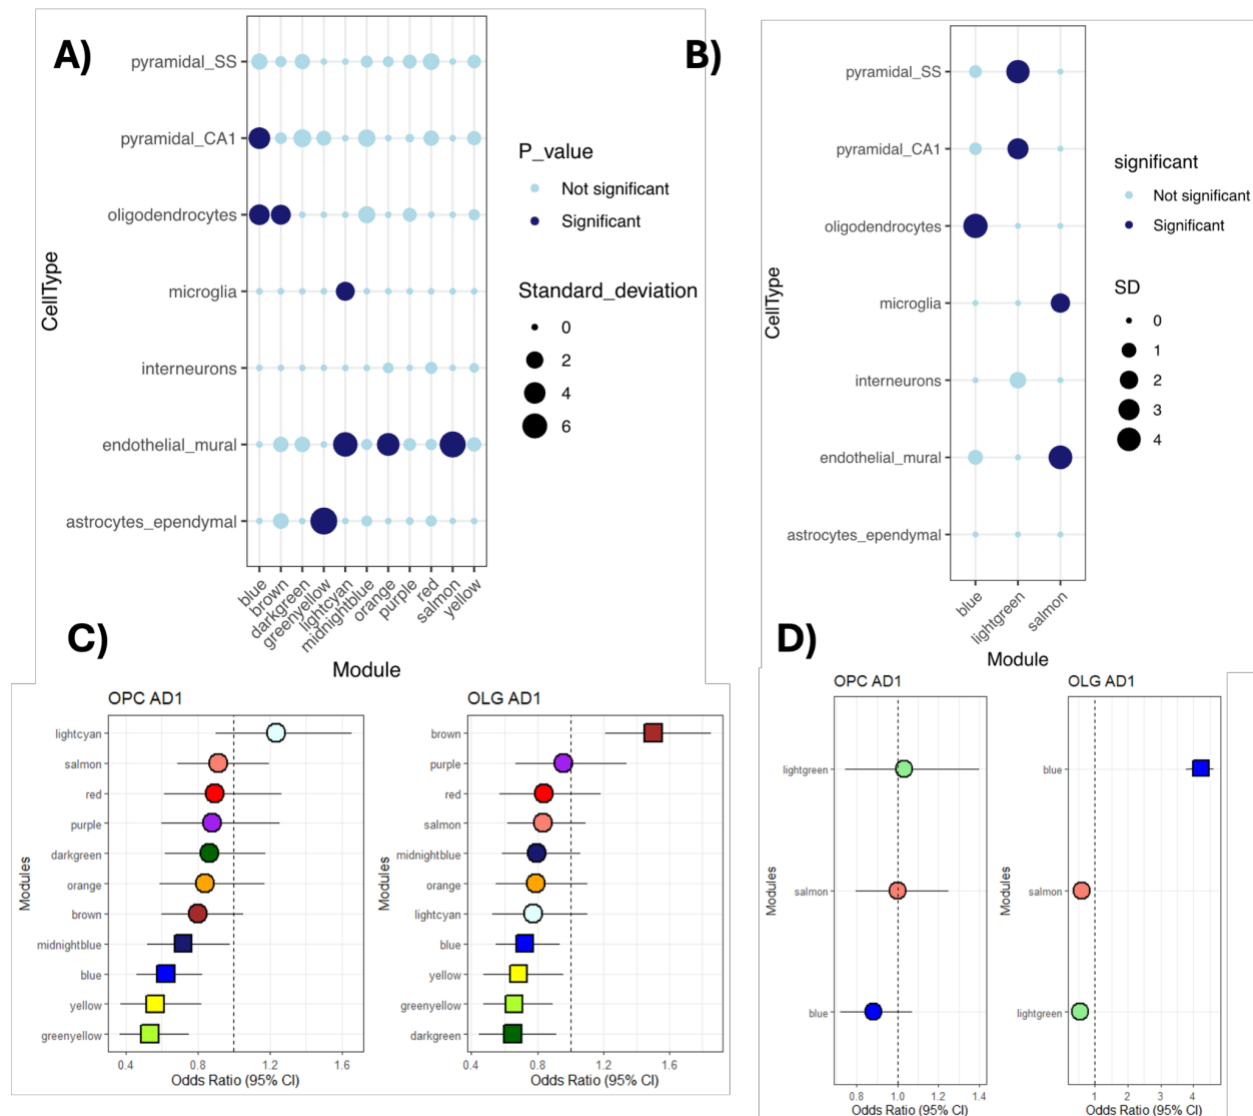 A)
pyramidal_SS
pyramidal_CA1
oligodendrocytes
microglia
interneurons
endothelial_mural
astrocytes_ependymal
CellType
blue
brown
darkgreen
greenyellow
lightcyan
midnightblue
orange
purple
red
salmon
yellow
Module
P_value
Not significant
Significant
Standard_deviation
0
2
4
6
B)
pyramidal_SS
pyramidal_CA1
oligodendrocytes
microglia
interneurons
endothelial_mural
astrocytes_ependymal
CellType
blue
lightgreen
salmon
Module
significant
Not significant
Significant
SD
0
1
2
3
4
C)
OPC AD1
lightcyan
salmon
red
purple
darkgreen
orange
brown
midnightblue
blue
yellow
greenyellow
Modules
0.4 0.8 1.2 1.6
Odds Ratio (95% CI)
OLG AD1
brown
purple
red
salmon
midnightblue
orange
lightcyan
blue
yellow
greenyellow
darkgreen
Modules
0.4 0.8 1.2 1.6
Odds Ratio (95% CI)
D)
OPC AD1
lightgreen
salmon
blue
Modules
0.8 1.0 1.2 1.4
Odds Ratio (95% CI)
OLG AD1
blue
salmon
lightgreen
Modules
1 2 3 4
Odds Ratio (95% CI)